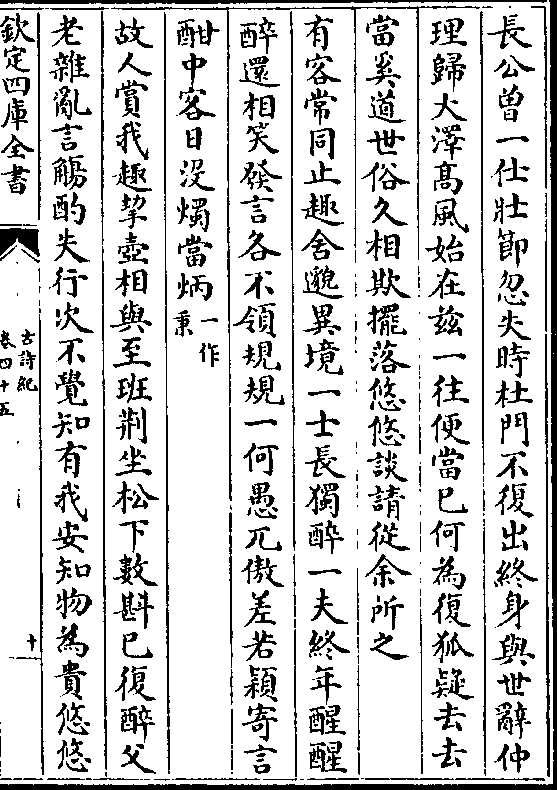 長公曽一仕壯節忽失時杜門不復出終身與世辭仲
理歸大澤髙風始在兹一往便當已何為復狐疑去去
當奚道世俗久相欺擺落悠悠談請從余所之
有客常同止趣舍邈異境一士長獨醉一夫終年醒醒
醉還相笑發言各不領規規一何愚兀傲差若穎寄言
酣中客日没燭當炳一作秉
故人賞我趣挈壺相與至班荆坐松下數斟已復醉父
老雜亂言觴酌失行次不覺知有我安知物為貴悠悠
欽定四庫全書
古詩紀
卷四十五
十